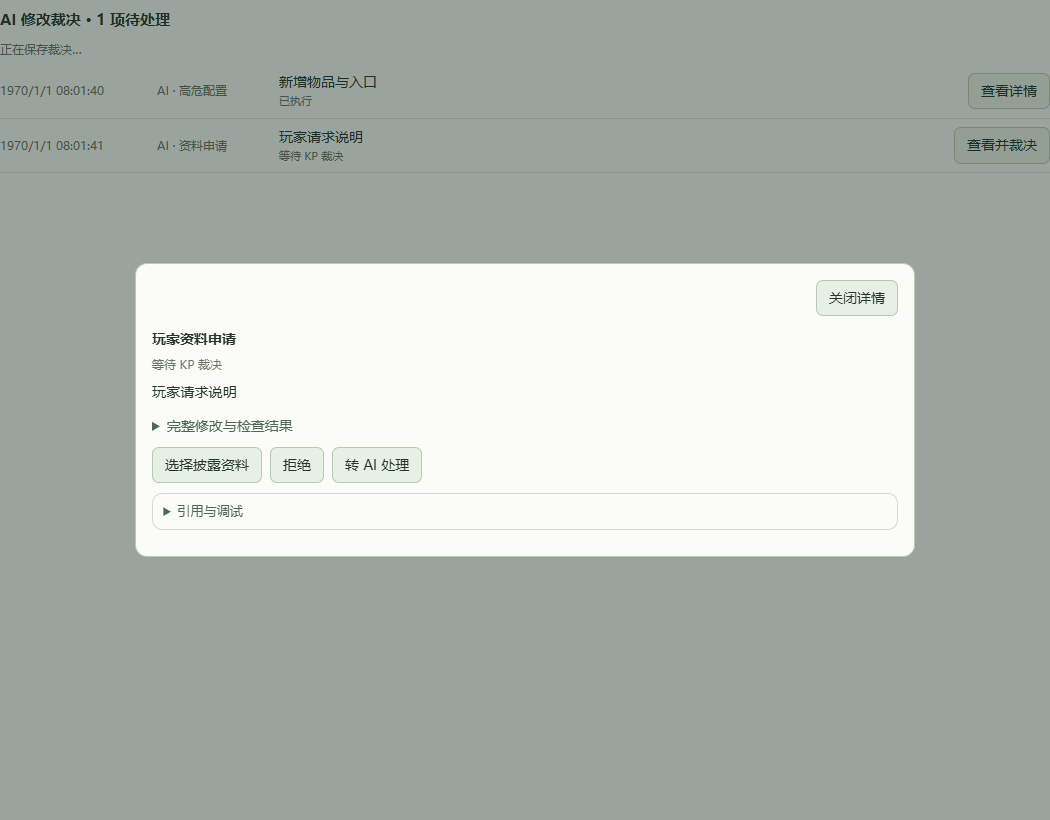 AI 修改裁决 • 1 项待处理
正在保存裁决...
1970/1/1 08:01:40 AI · 高危配置 新增物品与入口 查看详情
已执行
1970/1/1 08:01:41 AI · 资料申请 玩家请求说明 查看并裁决
等待 KP 裁决
关闭详情
玩家资料申请
等待 KP 裁决
玩家请求说明
完整修改与检查结果
选择披露资料 拒绝 转 AI 处理
引用与调试